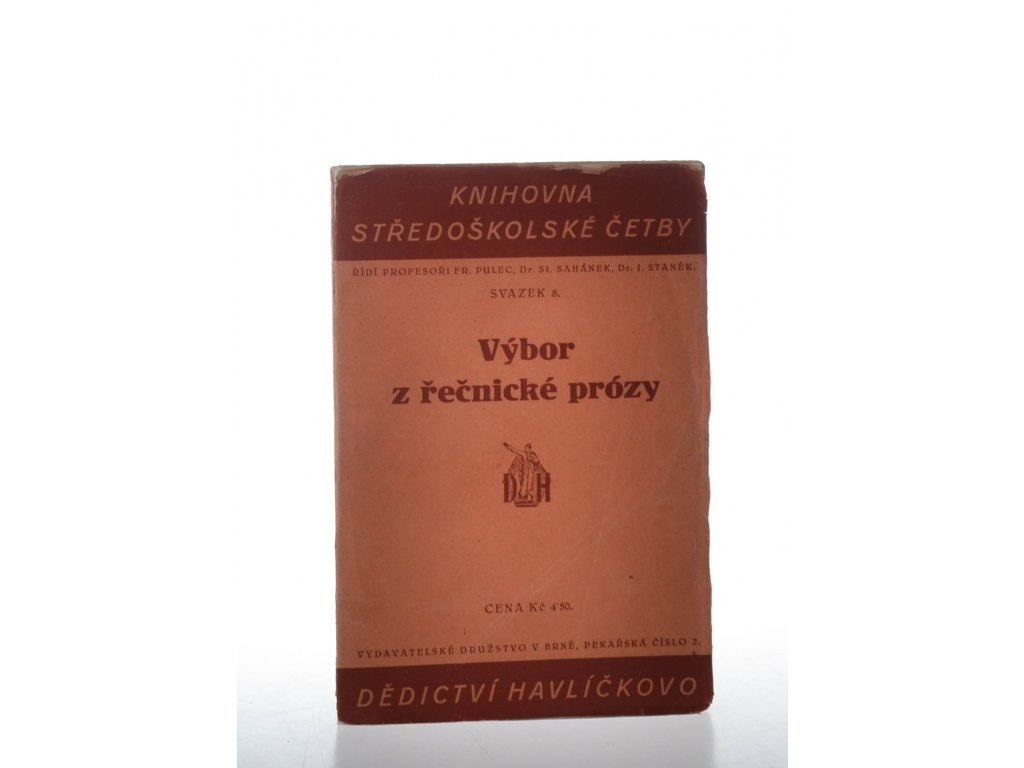 KNIHOVNA
STŘEDOŠKOLSKÉ ČETBY
ŘÍDÍ PROFESOŘI FR. PULEC, Dr. St. SAHÁNEK, Dr. J. STANĚK.
SVAZEK 8.
Výbor
z řečnické prózy
D H
CENA Kč 4'50.
VYDAVATELSKÉ DRUŽSTVO V BRNĚ, PEKAŘSKÁ ČÍSLO 2.
DĚDICTVÍ HAVLÍČKOVO